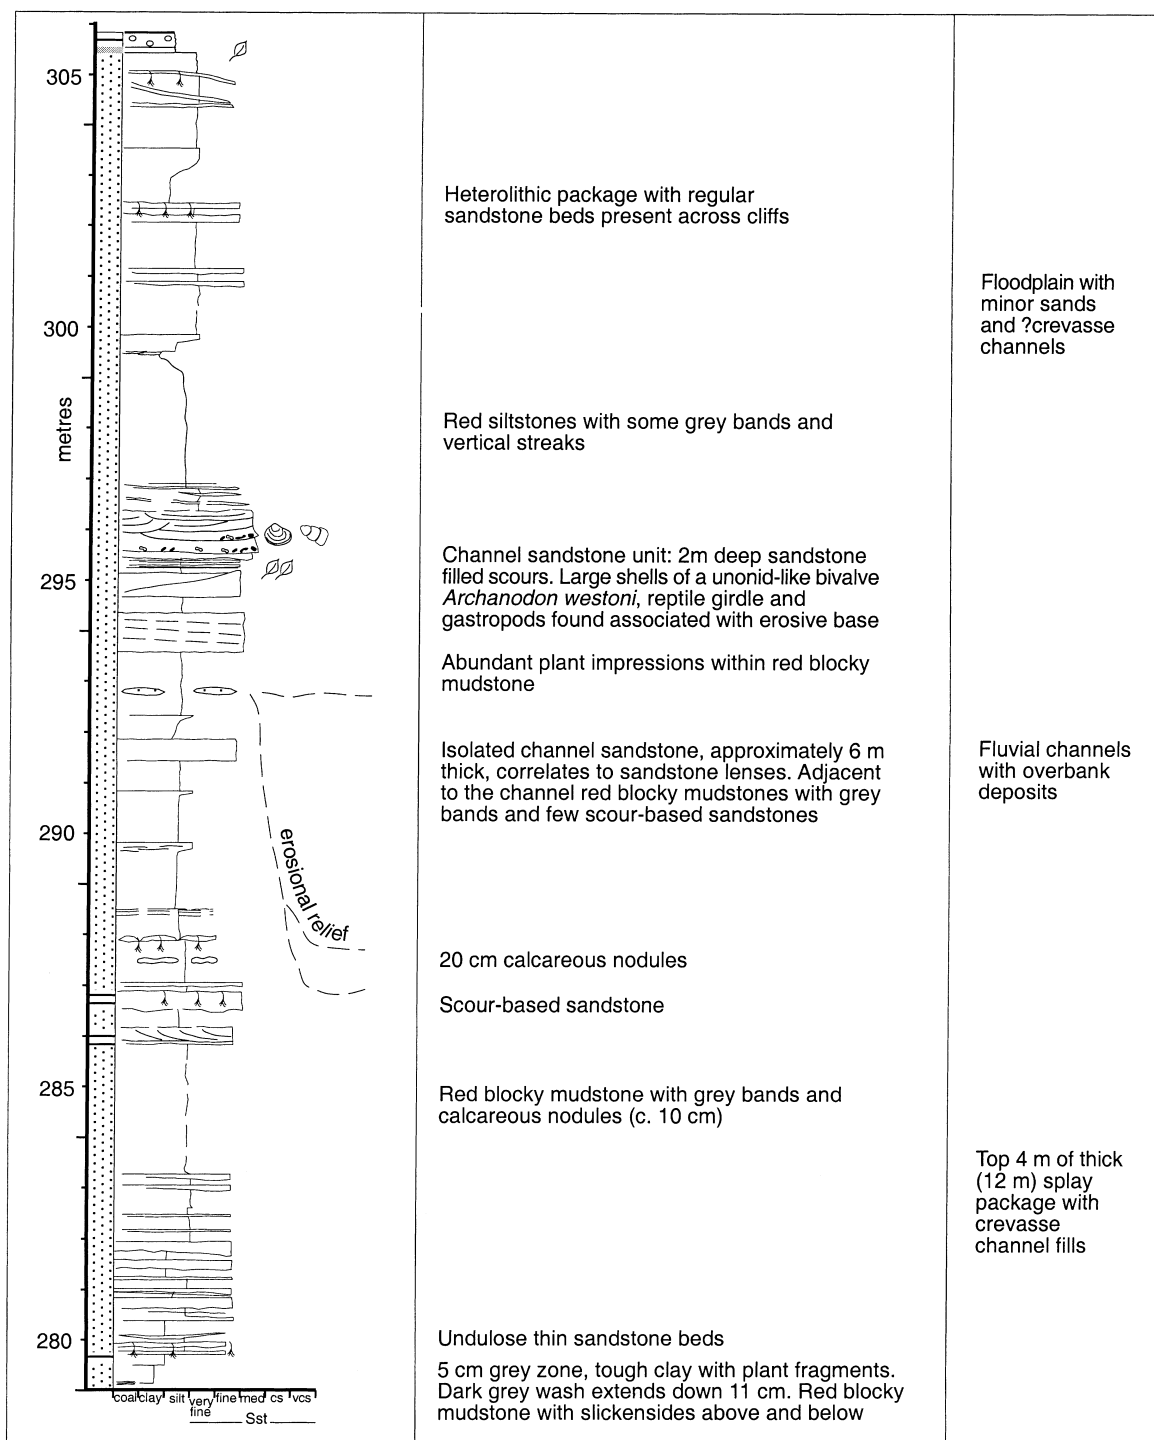 305
300
metres
295
290
285
280
erosional relief
coal clay silt very fine fine med cs vcs
Sst
Heterolithic package with regular
sandstone beds present across cliffs
Red siltstones with some grey bands and
vertical streaks
Channel sandstone unit: 2m deep sandstone
filled scours. Large shells of a unonid-like bivalve
Archanodon westoni, reptile girdle and
gastropods found associated with erosive base
Abundant plant impressions within red blocky
mudstone
Isolated channel sandstone, approximately 6 m
thick, correlates to sandstone lenses. Adjacent
to the channel red blocky mudstones with grey
bands and few scour-based sandstones
20 cm calcareous nodules
Scour-based sandstone
Red blocky mudstone with grey bands and
calcareous nodules (c. 10 cm)
Undulose thin sandstone beds
5 cm grey zone, tough clay with plant fragments.
Dark grey wash extends down 11 cm. Red blocky
mudstone with slickensides above and below
Floodplain with
minor sands
and ?crevasse
channels
Fluvial channels
with overbank
deposits
Top 4 m of thick
(12 m) splay
package with
crevasse
channel fills